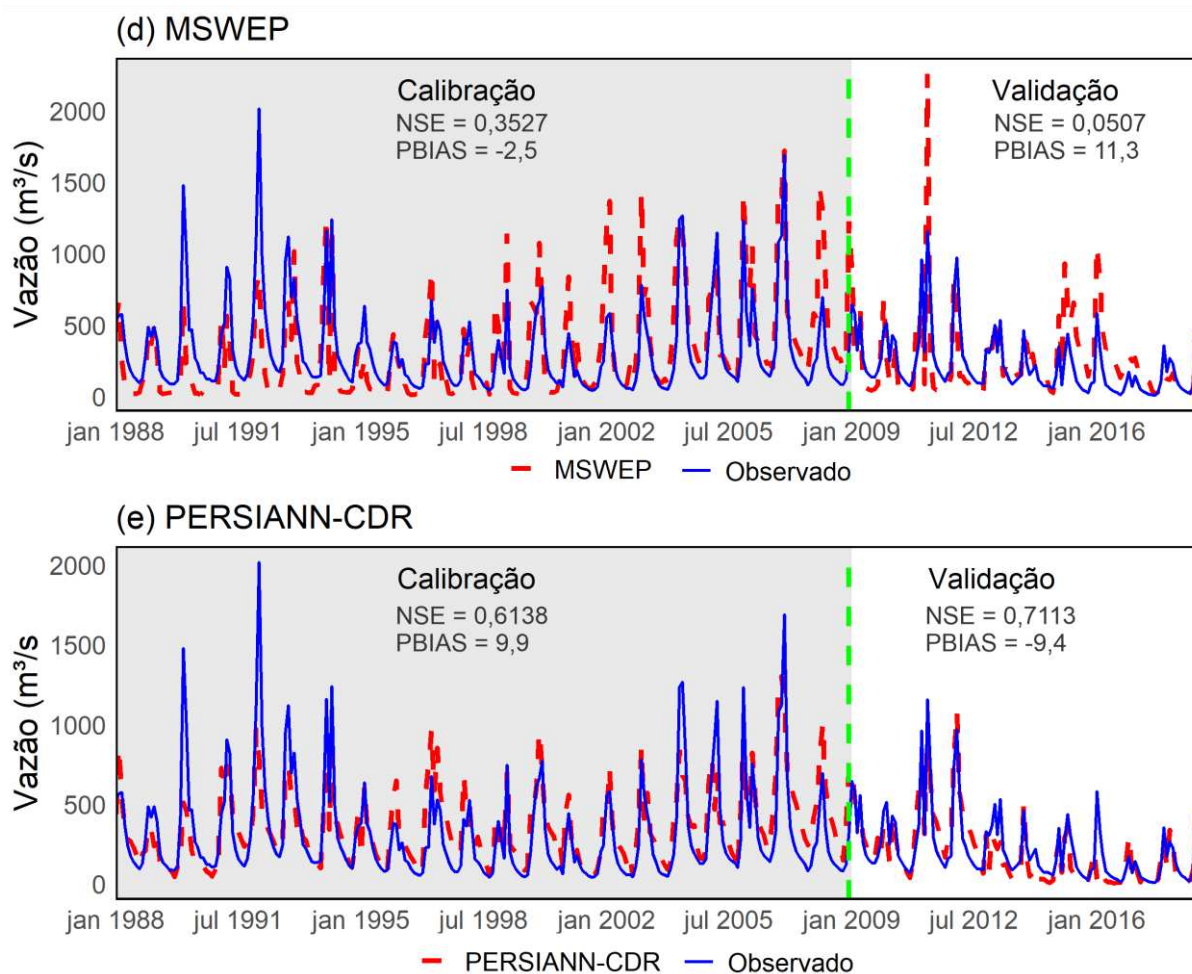 (d) MSWEP
Calibração
NSE = 0,3527
PBIAS = -2,5
Validação
NSE = 0,0507
PBIAS = 11,3
Vazão (m³/s)
2000
1500
1000
500
0
jan 1988 jul 1991 jan 1995 jul 1998 jan 2002 jul 2005 jan 2009 jul 2012 jan 2016
MSWEP Observado
(e) PERSIANN-CDR
Calibração
NSE = 0,6138
PBIAS = 9,9
Validação
NSE = 0,7113
PBIAS = -9,4
Vazão (m³/s)
2000
1500
1000
500
0
jan 1988 jul 1991 jan 1995 jul 1998 jan 2002 jul 2005 jan 2009 jul 2012 jan 2016
PERSIANN-CDR Observado